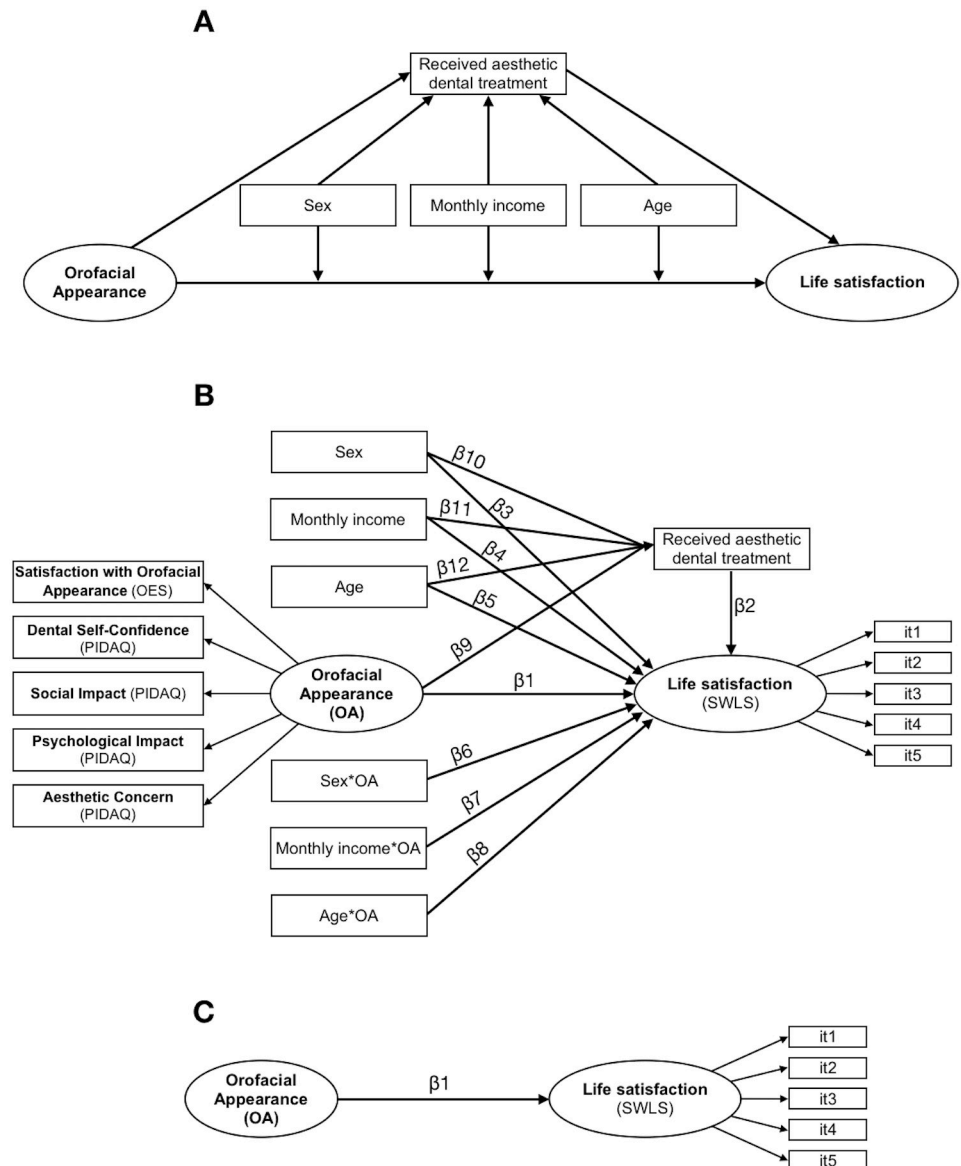 A
Received aesthetic
dental treatment
Sex
Monthly income
Age
Orofacial
Appearance
Life satisfaction
B
Sex
β10
β3
Monthly income
β11
β4
Received aesthetic
dental treatment
Age
β12
β5
β2
Satisfaction with Orofacial
Appearance (OES)
Dental Self-Confidence
(PIDAQ)
Social Impact (PIDAQ)
Psychological Impact
(PIDAQ)
Aesthetic Concern
(PIDAQ)
β9
Orofacial
Appearance
(OA)
β1
Life satisfaction
(SWLS)
it1
it2
it3
it4
it5
Sex*OA
β6
Monthly income*OA
β7
Age*OA
β8
C
Orofacial
Appearance
(OA)
β1
Life satisfaction
(SWLS)
it1
it2
it3
it4
it5